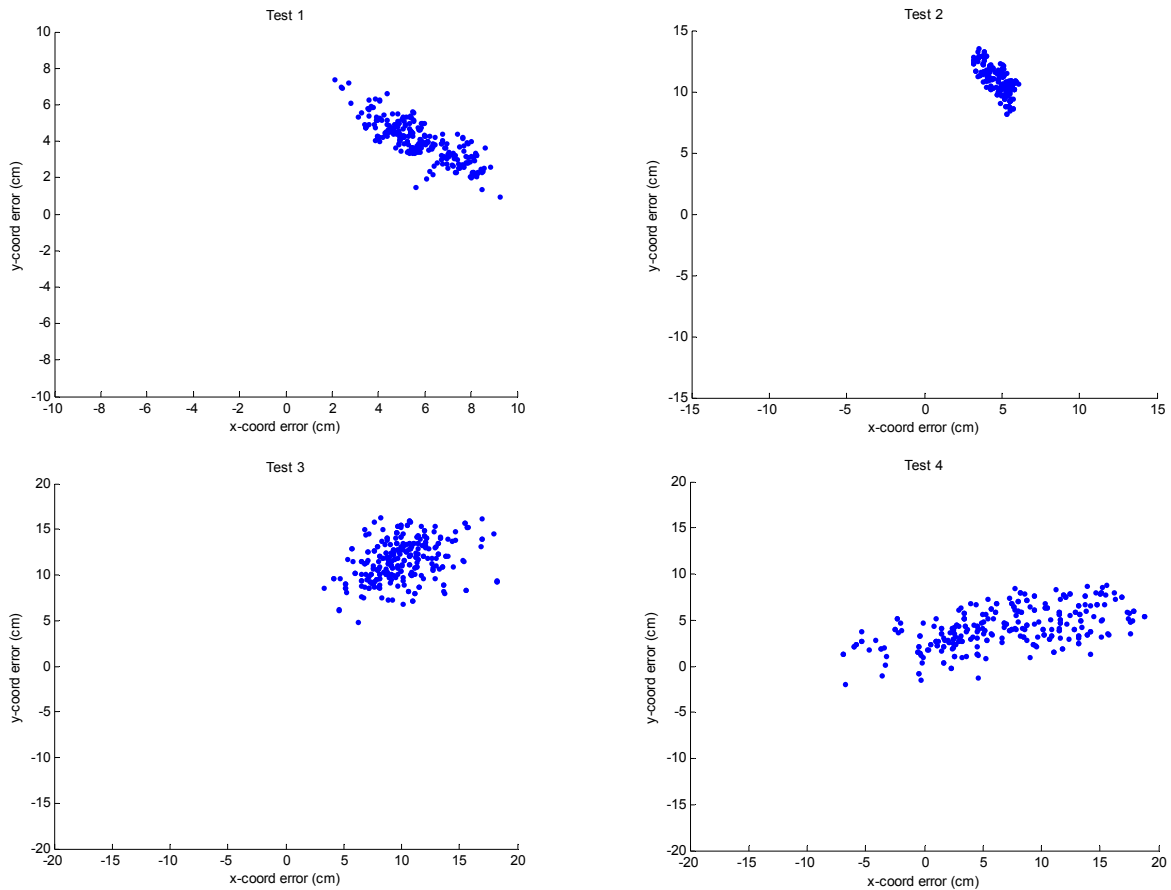 Test 1
10
8
6
4
2
0
-2
-4
-6
-8
-10
y-coord error (cm)
-10 -8 -6 -4 -2 0 2 4 6 8 10
x-coord error (cm)
Test 2
15
10
5
0
-5
-10
-15
y-coord error (cm)
-15 -10 -5 0 5 10 15
x-coord error (cm)
Test 3
20
15
10
5
0
-5
-10
-15
-20
y-coord error (cm)
-20 -15 -10 -5 0 5 10 15 20
x-coord error (cm)
Test 4
20
15
10
5
0
-5
-10
-15
-20
y-coord error (cm)
-20 -15 -10 -5 0 5 10 15 20
x-coord error (cm)